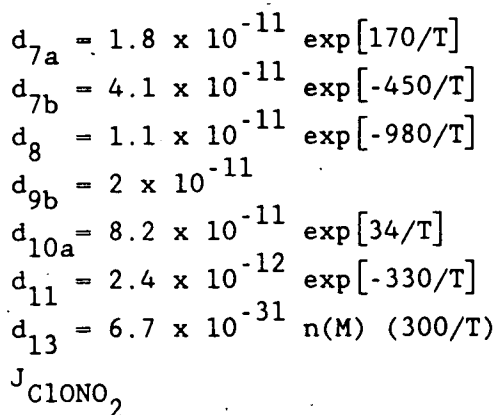 d7a = 1.8 x 10^-11 exp[170/T]
d7b = 4.1 x 10^-11 exp[-450/T]
d8 = 1.1 x 10^-11 exp[-980/T]
d9b = 2 x 10^-11
d10a = 8.2 x 10^-11 exp[34/T]
d11 = 2.4 x 10^-12 exp[-330/T]
d13 = 6.7 x 10^-31 n(M) (300/T)
JClONO2